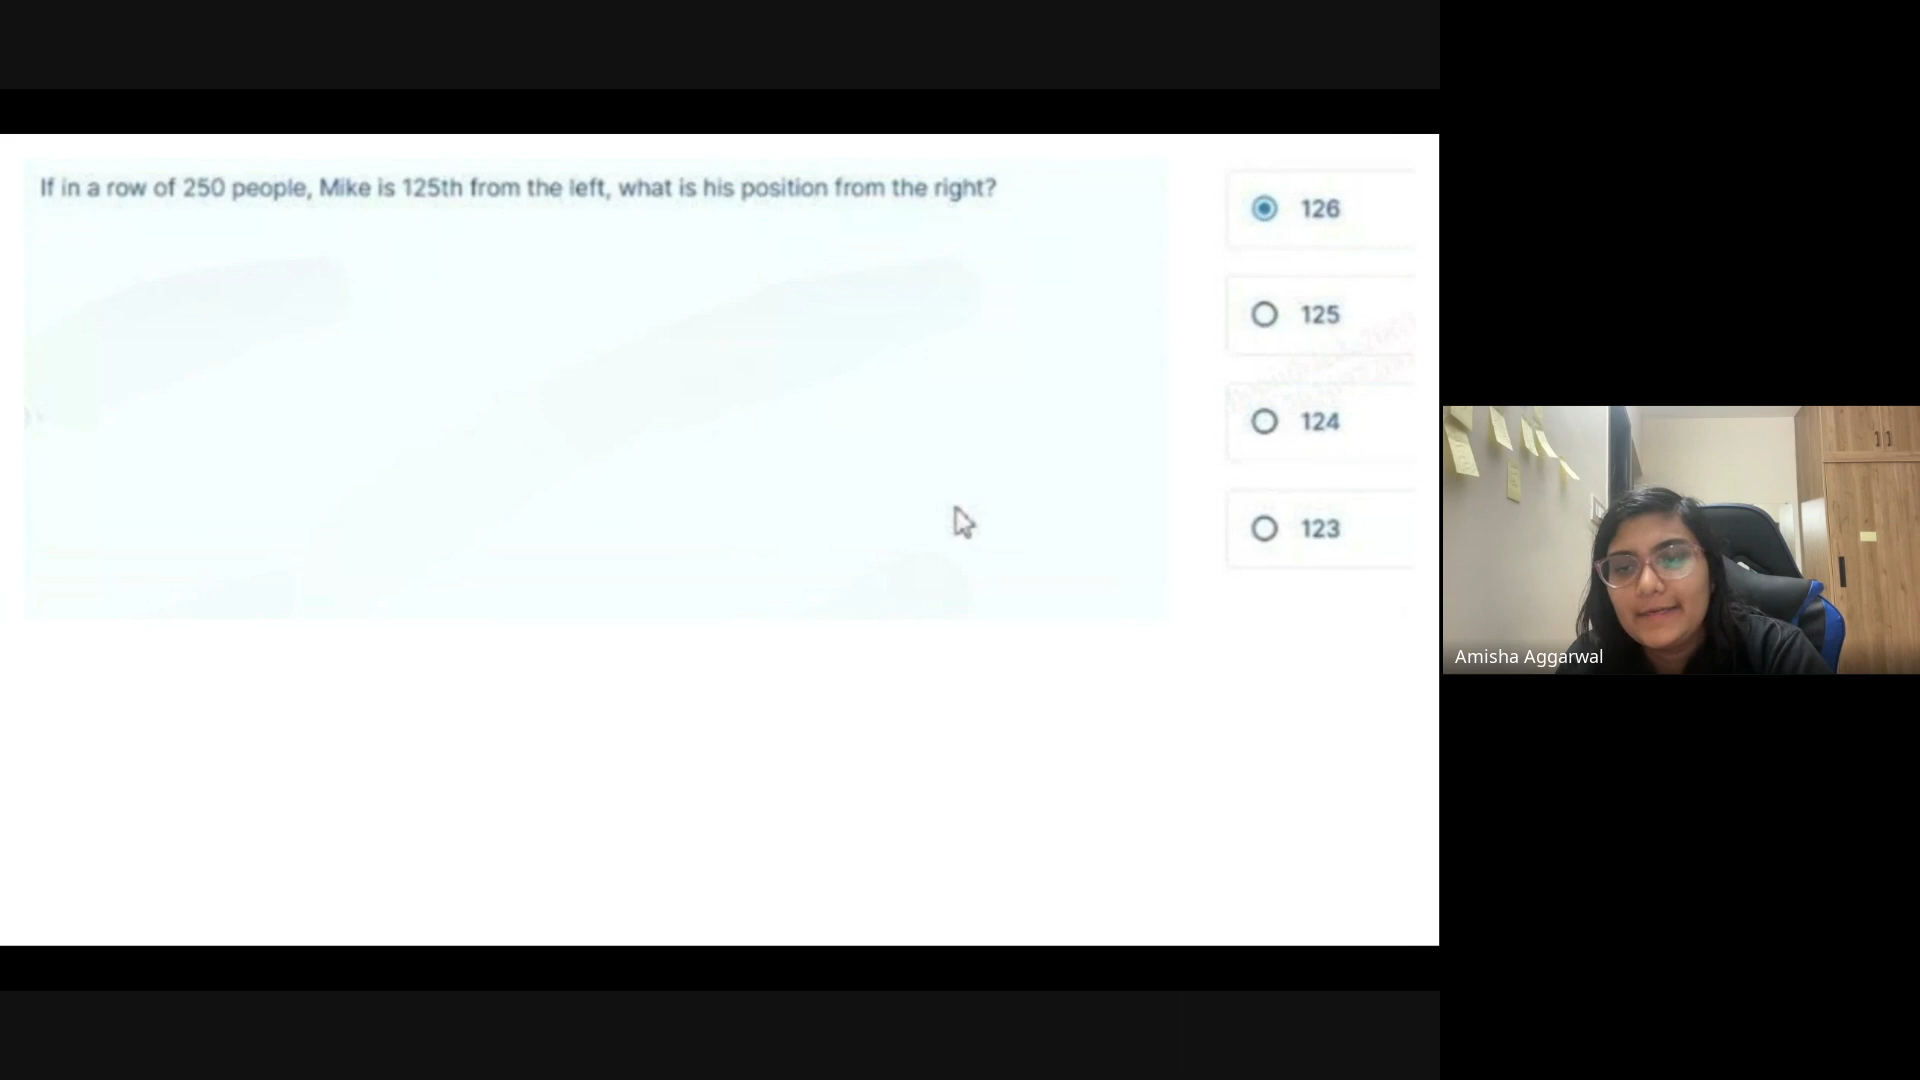 If in a row of 250 people, Mike is 125th from the left, what is his position from the right?
126
125
124
123
Amisha Aggarwal